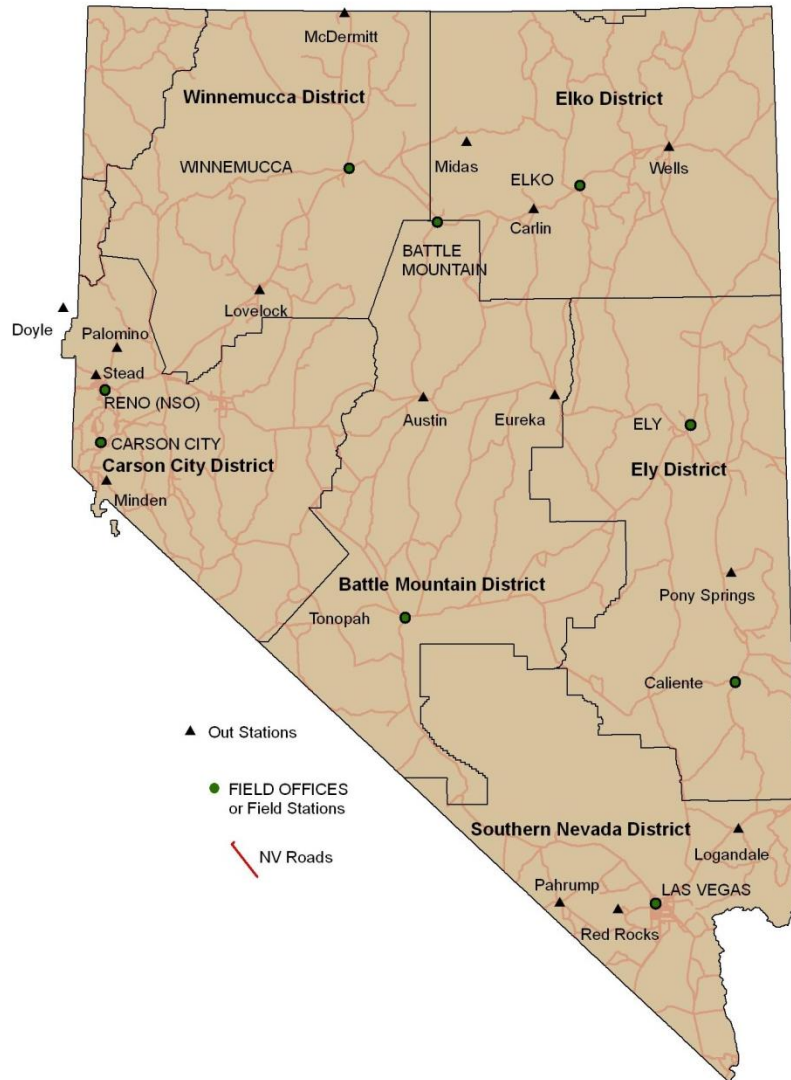 McDermitt
Winnemucca District
Elko District
WINNEMUCCA
Midas
ELKO
Wells
Carlin
BATTLE
MOUNTAIN
Lovelock
Doyle
Palomino
Stead
RENO (NSO)
Austin
Eureka
ELY
CARSON CITY
Carson City District
Ely District
Minden
Battle Mountain District
Pony Springs
Tonopah
Caliente
Out Stations
FIELD OFFICES
or Field Stations
NV Roads
Southern Nevada District
Logandale
Pahrump
LAS VEGAS
Red Rocks